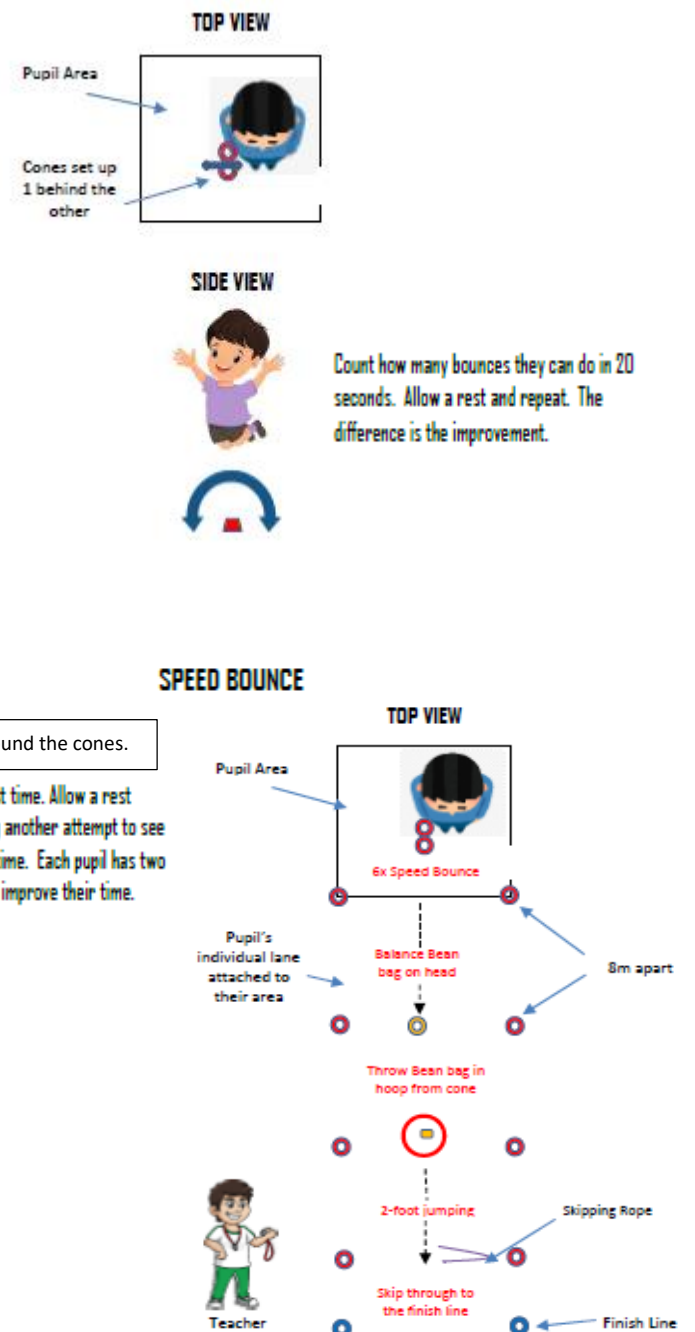 TOP VIEW
Pupil Area
Cones set up
1 behind the
other
SIDE VIEW
Count how many bounces they can do in 20
seconds. Allow a rest and repeat. The
difference is the improvement.
SPEED BOUNCE
und the cones.
t time. Allow a rest
another attempt to see
time. Each pupil has two
improve their time.
TOP VIEW
Pupil Area
6x Speed Bounce
Pupil's
individual lane
attached to
their area
Balance Bean
bag on head
8m apart
Throw Bean bag in
hoop from cone
2-foot jumping
Skipping Rope
Skip through to
the finish line
Teacher
Finish Line